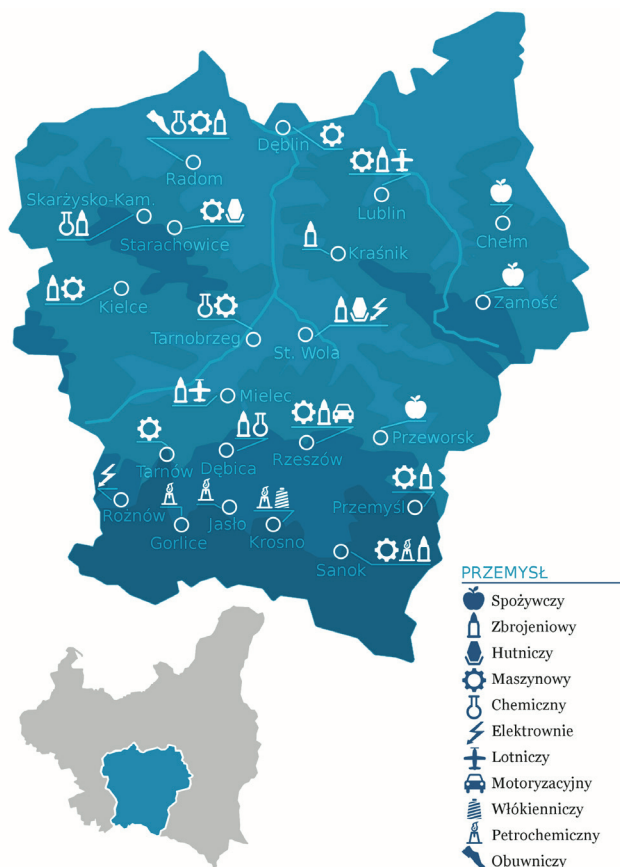 Dęblin
Radom
Lublin
Skarżysko-Kam.
Starachowice
Chełm
Kraśnik
Kielce
Zamość
Tarnobrzeg
St. Wola
Mielec
Przeworsk
Rzeszów
Dębica
Tarnów
Rożnów
Jasło
Przemyśl
Gorlice
Krosno
Sanok
PRZEMYSŁ
Spożywczy
Zbrojeniowy
Hutniczy
Maszynowy
Chemiczny
Elektrownie
Lotniczy
Motoryzacyjny
Włókienniczy
Petrochemiczny
Obuwniczy